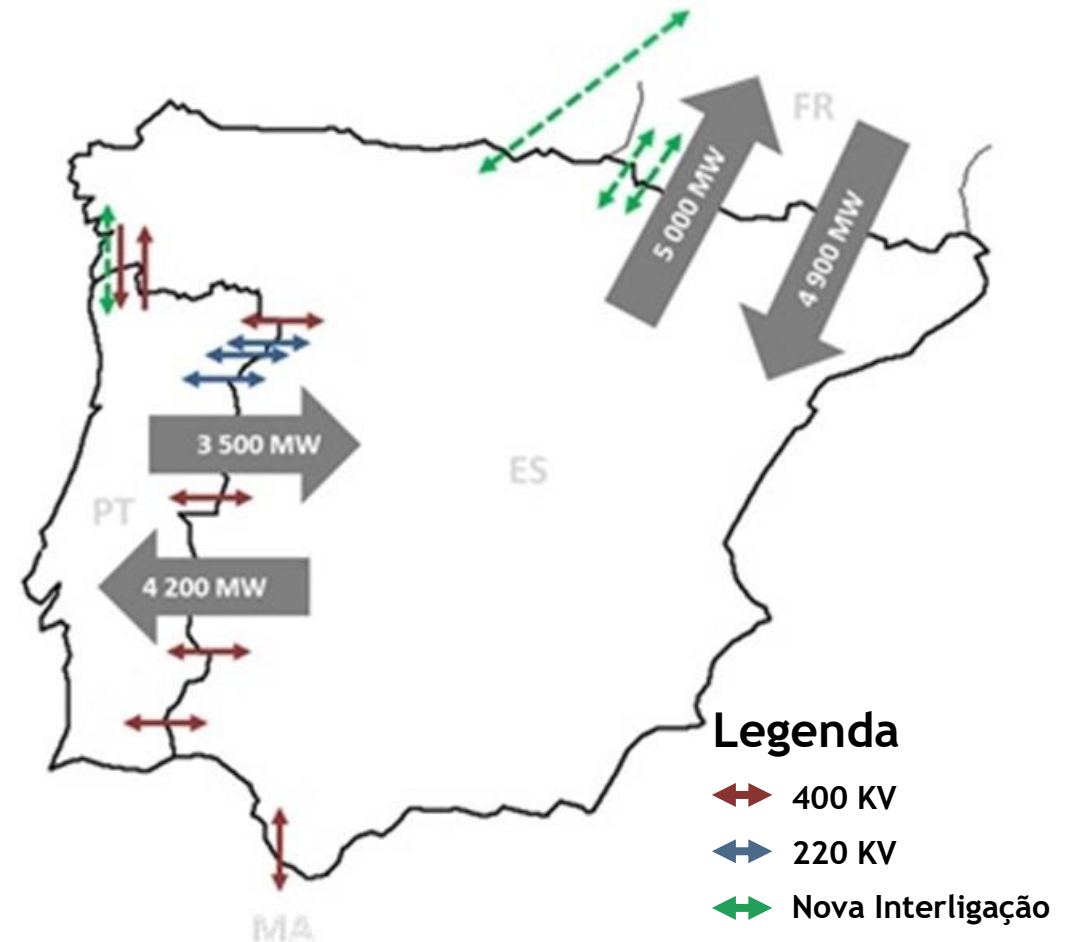 FR
5 000 MW
4 900 MW
3 500 MW
ES
PT
4 200 MW
Legenda
400 KV
220 KV
Nova Interligação
MA